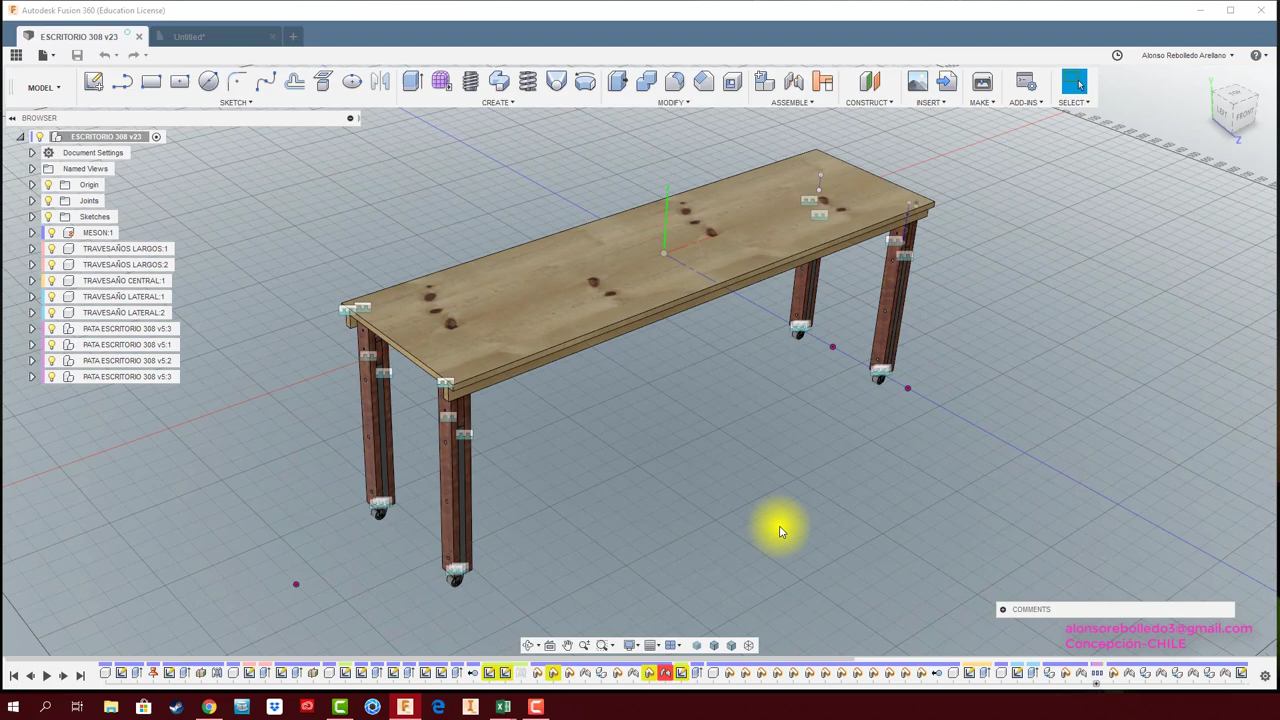 Autodesk Fusion 360 (Education License)
ESCRITORIO 308 v23
Untitled*
Alonso Rebolledo Arellano
MODEL
SKETCH
CREATE
MODIFY
ASSEMBLE
CONSTRUCT
INSERT
MAKE
ADD-INS
SELECT
BROWSER
ESCRITORIO 308 v23
Document Settings
Named Views
Origin
Joints
Sketches
MESON:1
TRAVESAÑOS LARGOS:1
TRAVESAÑOS LARGOS:2
TRAVESAÑO CENTRAL:1
TRAVESAÑO LATERAL:1
TRAVESAÑO LATERAL:2
PATA ESCRITORIO 308 v5:3
PATA ESCRITORIO 308 v5:1
PATA ESCRITORIO 308 v5:2
PATA ESCRITORIO 308 v5:3
Y
TOP
LEFT
FRONT
Z
COMMENTS
alonsorebolledo3@gmail.com
Concepción-CHILE